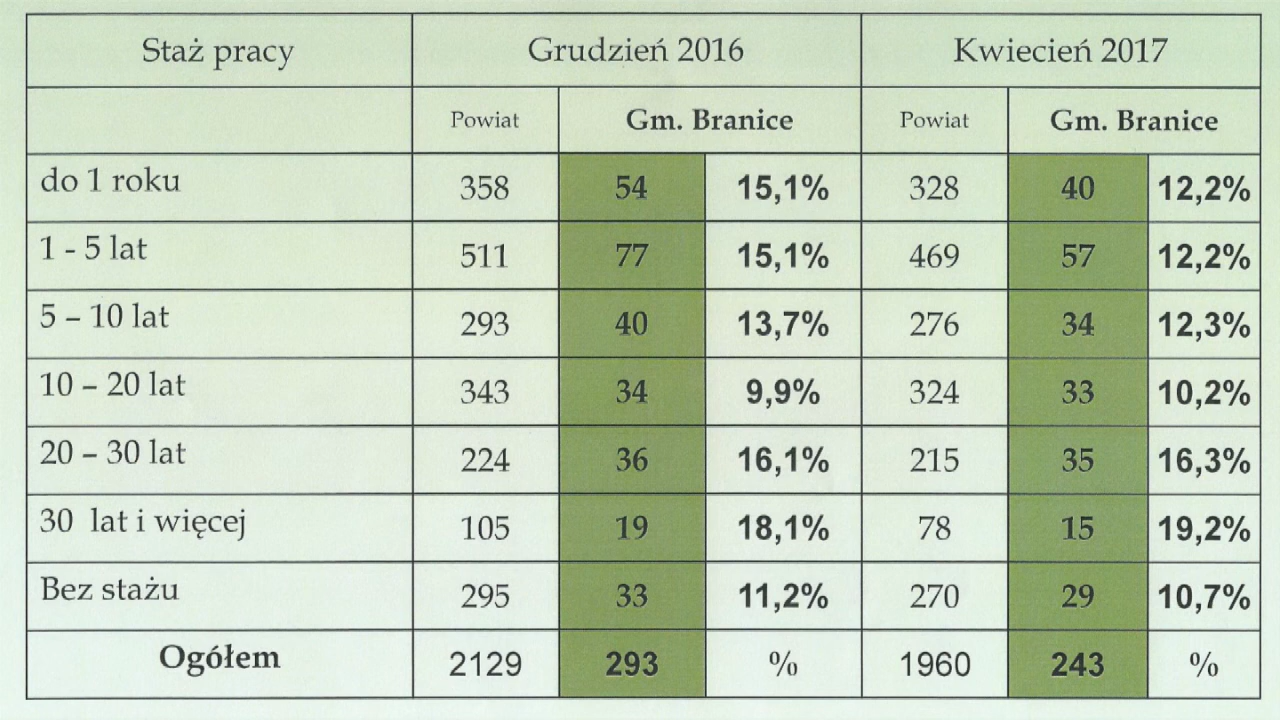 Staż pracy Grudzień 2016 Kwiecień 2017
Powiat Gm. Branice Powiat Gm. Branice
do 1 roku 358 54 15,1% 328 40 12,2%
1 - 5 lat 511 77 15,1% 469 57 12,2%
5 – 10 lat 293 40 13,7% 276 34 12,3%
10 – 20 lat 343 34 9,9% 324 33 10,2%
20 – 30 lat 224 36 16,1% 215 35 16,3%
30 lat i więcej 105 19 18,1% 78 15 19,2%
Bez stażu 295 33 11,2% 270 29 10,7%
Ogółem 2129 293 % 1960 243 %